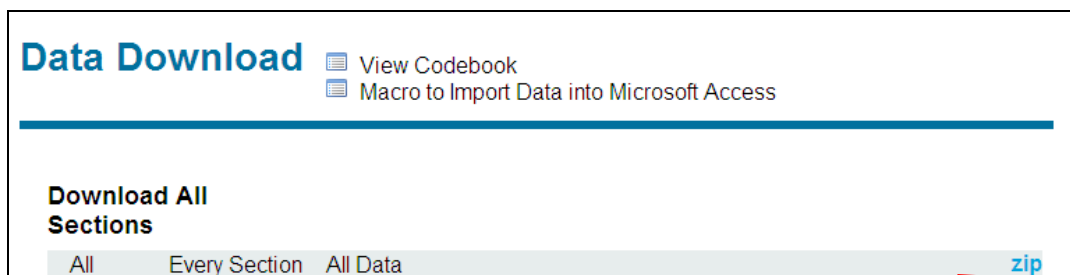 Data Download
View Codebook
Macro to Import Data into Microsoft Access
Download All
Sections
All Every Section All Data zip